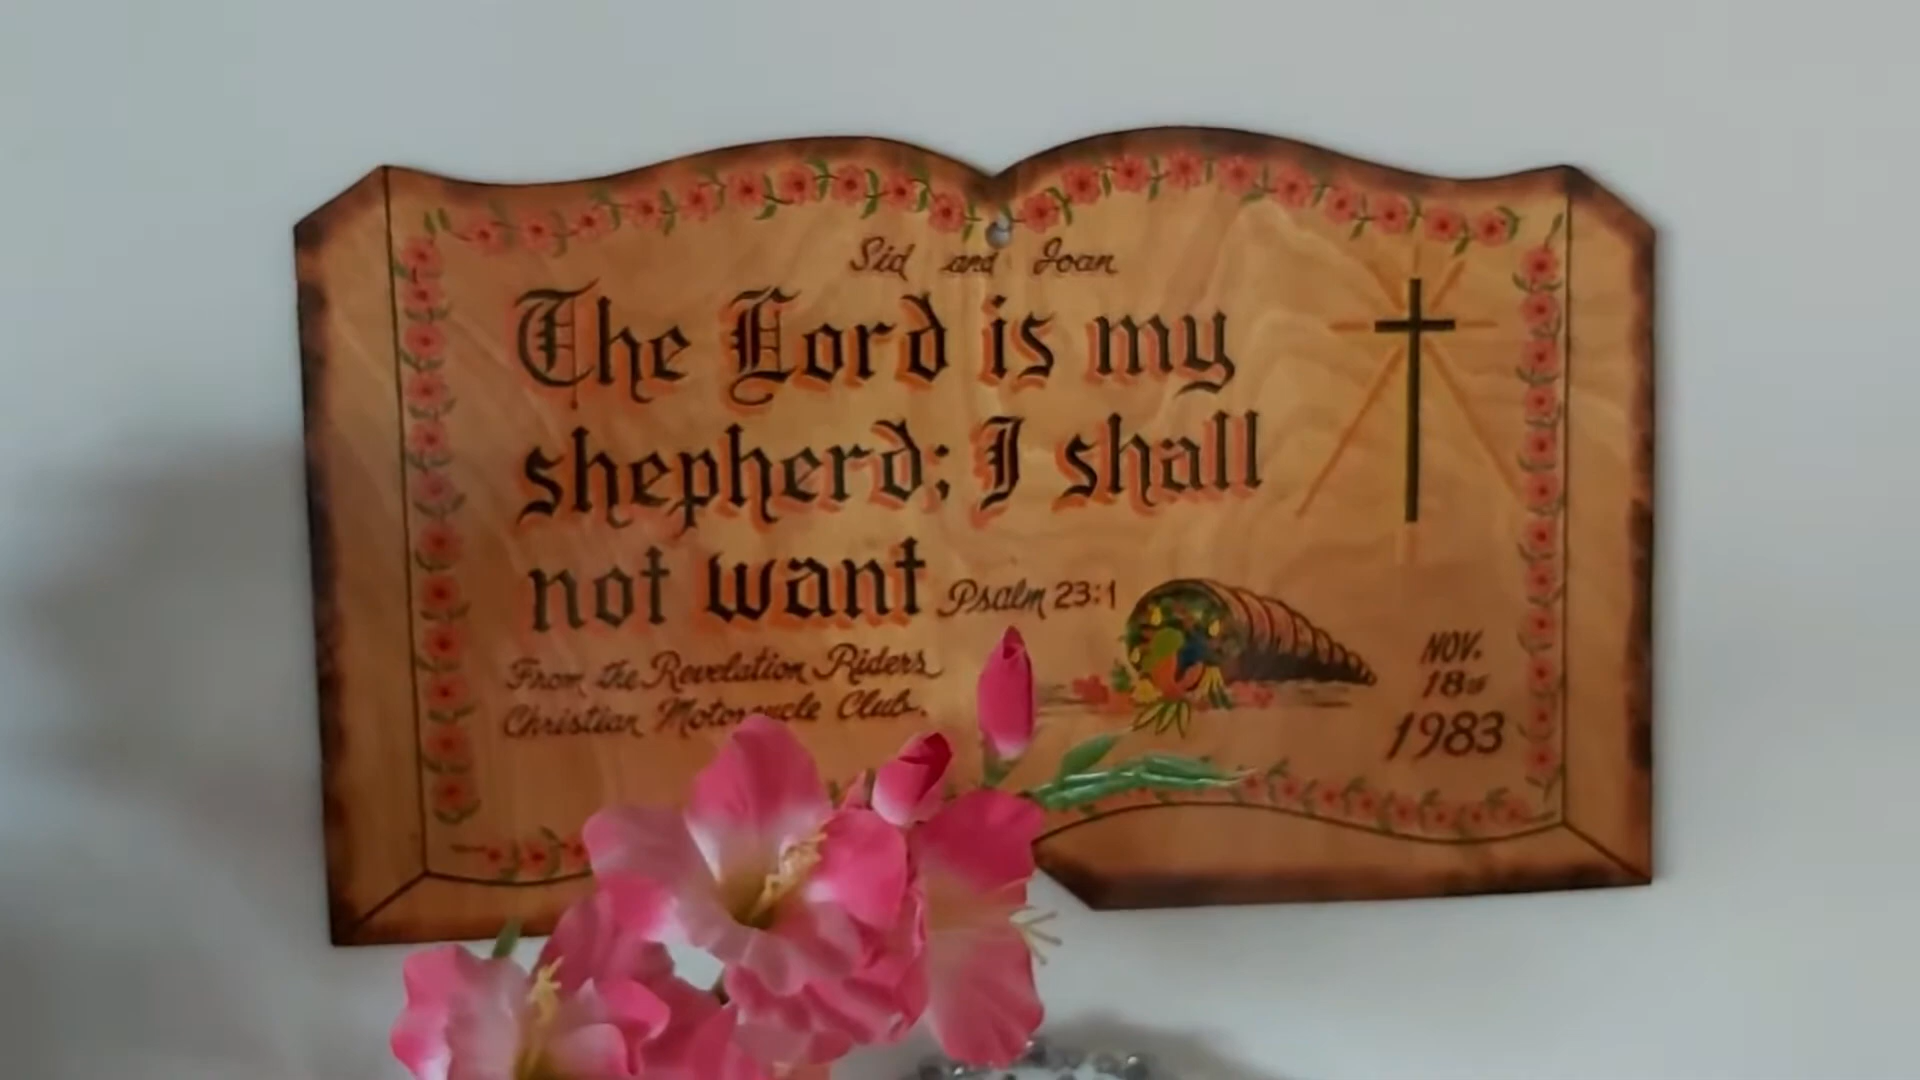 Sid and Joan
The Lord is my
shepherd; I shall
not want Psalm 23:1
From the Revelation Riders
Christian Motorcycle Club.
NOV.
18th
1983